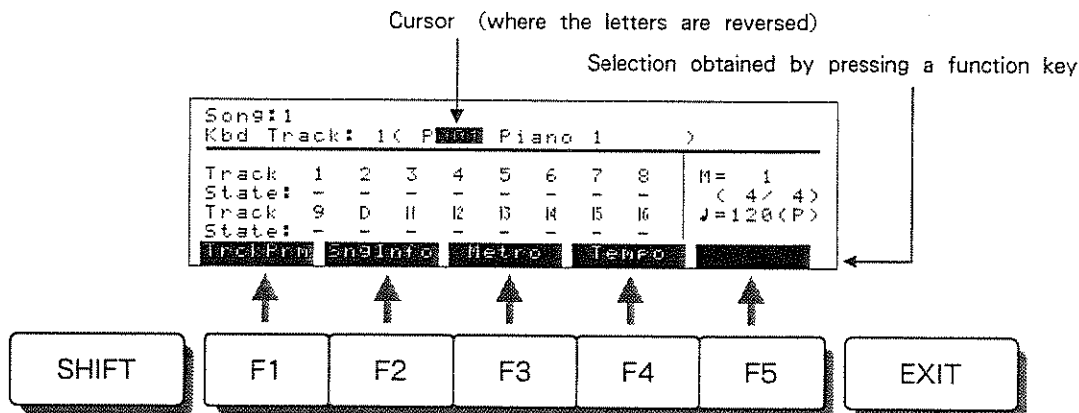 Cursor (where the letters are reversed)
Selection obtained by pressing a function key
Song:1
Kbd Track: 1( P001 Piano 1 )
Track 1 2 3 4 5 6 7 8 M= 1
State: - - - - - - - - ( 4/ 4)
Track 9 D 11 12 13 14 15 16 ♩=120(P)
State: - - - - - - - -
TrckPrm SngInfo Metro Tempo
SHIFT F1 F2 F3 F4 F5 EXIT